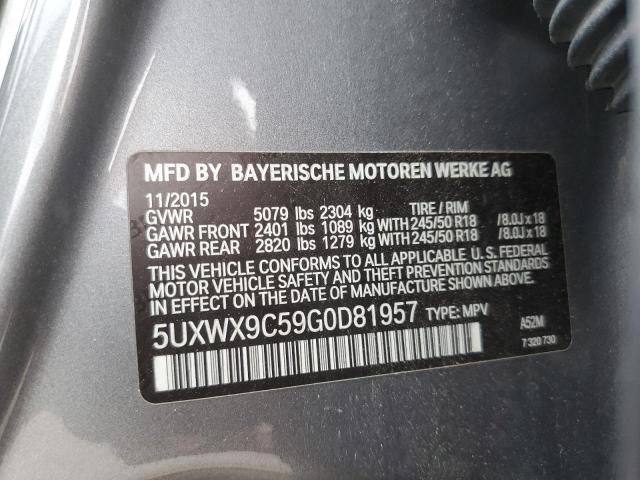 MFD BY BAYERISCHE MOTOREN WERKE AG
11/2015 TIRE / RIM
GVWR 5079 lbs 2304 kg
GAWR FRONT 2401 lbs 1089 kg WITH 245/50 R18 /8.0J x 18
GAWR REAR 2820 lbs 1279 kg WITH 245/50 R18 /8.0J x 18
THIS VEHICLE CONFORMS TO ALL APPLICABLE U.S. FEDERAL
MOTOR VEHICLE SAFETY AND THEFT PREVENTION STANDARDS
IN EFFECT ON THE DATE OF MANUFACTURE SHOWN ABOVE.
5UXWX9C59G0D81957 TYPE: MPV
A52M
7 320 730